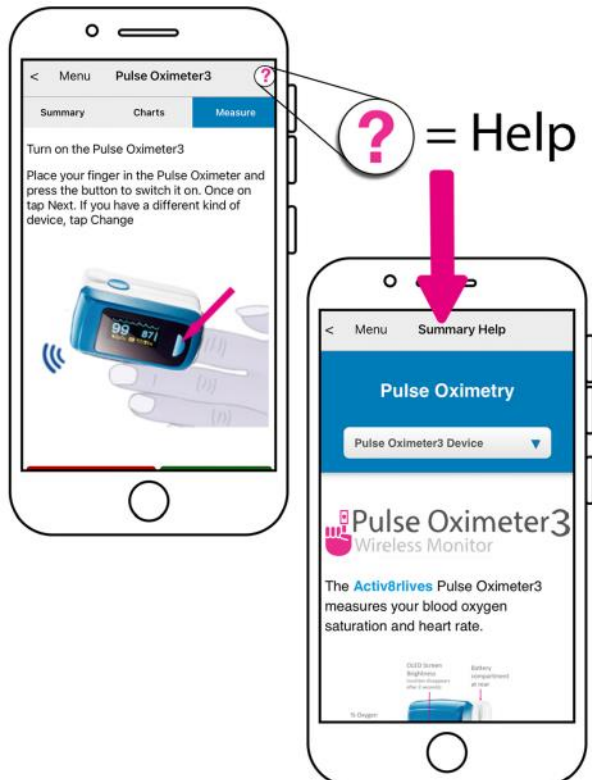 < Menu Pulse Oximeter3 ?
Summary Charts Measure
Turn on the Pulse Oximeter3
Place your finger in the Pulse Oximeter and
press the button to switch it on. Once on
tap Next. If you have a different kind of
device, tap Change
99 87
? = Help
< Menu Summary Help
Pulse Oximetry
Pulse Oximeter3 Device
Pulse Oximeter3
Wireless Monitor
The Activ8rlives Pulse Oximeter3
measures your blood oxygen
saturation and heart rate.
OLED Screen
Brightness
Battery
compartment
at rear
% Oxygen